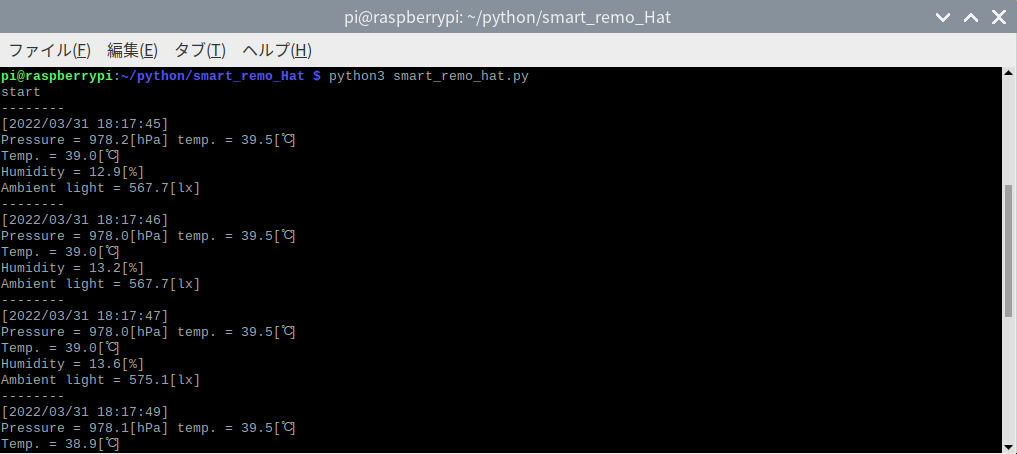 pi@raspberrypi: ~/python/smart_remo_Hat
ファイル(F) 編集(E) タブ(T) ヘルプ(H)
pi@raspberrypi:~/python/smart_remo_Hat $ python3 smart_remo_hat.py
start
--------
[2022/03/31 18:17:45]
Pressure = 978.2[hPa] temp. = 39.5[℃]
Temp. = 39.0[℃]
Humidity = 12.9[%]
Ambient light = 567.7[lx]
--------
[2022/03/31 18:17:46]
Pressure = 978.0[hPa] temp. = 39.5[℃]
Temp. = 39.0[℃]
Humidity = 13.2[%]
Ambient light = 567.7[lx]
--------
[2022/03/31 18:17:47]
Pressure = 978.0[hPa] temp. = 39.5[℃]
Temp. = 39.0[℃]
Humidity = 13.6[%]
Ambient light = 575.1[lx]
--------
[2022/03/31 18:17:49]
Pressure = 978.1[hPa] temp. = 39.5[℃]
Temp. = 38.9[℃]